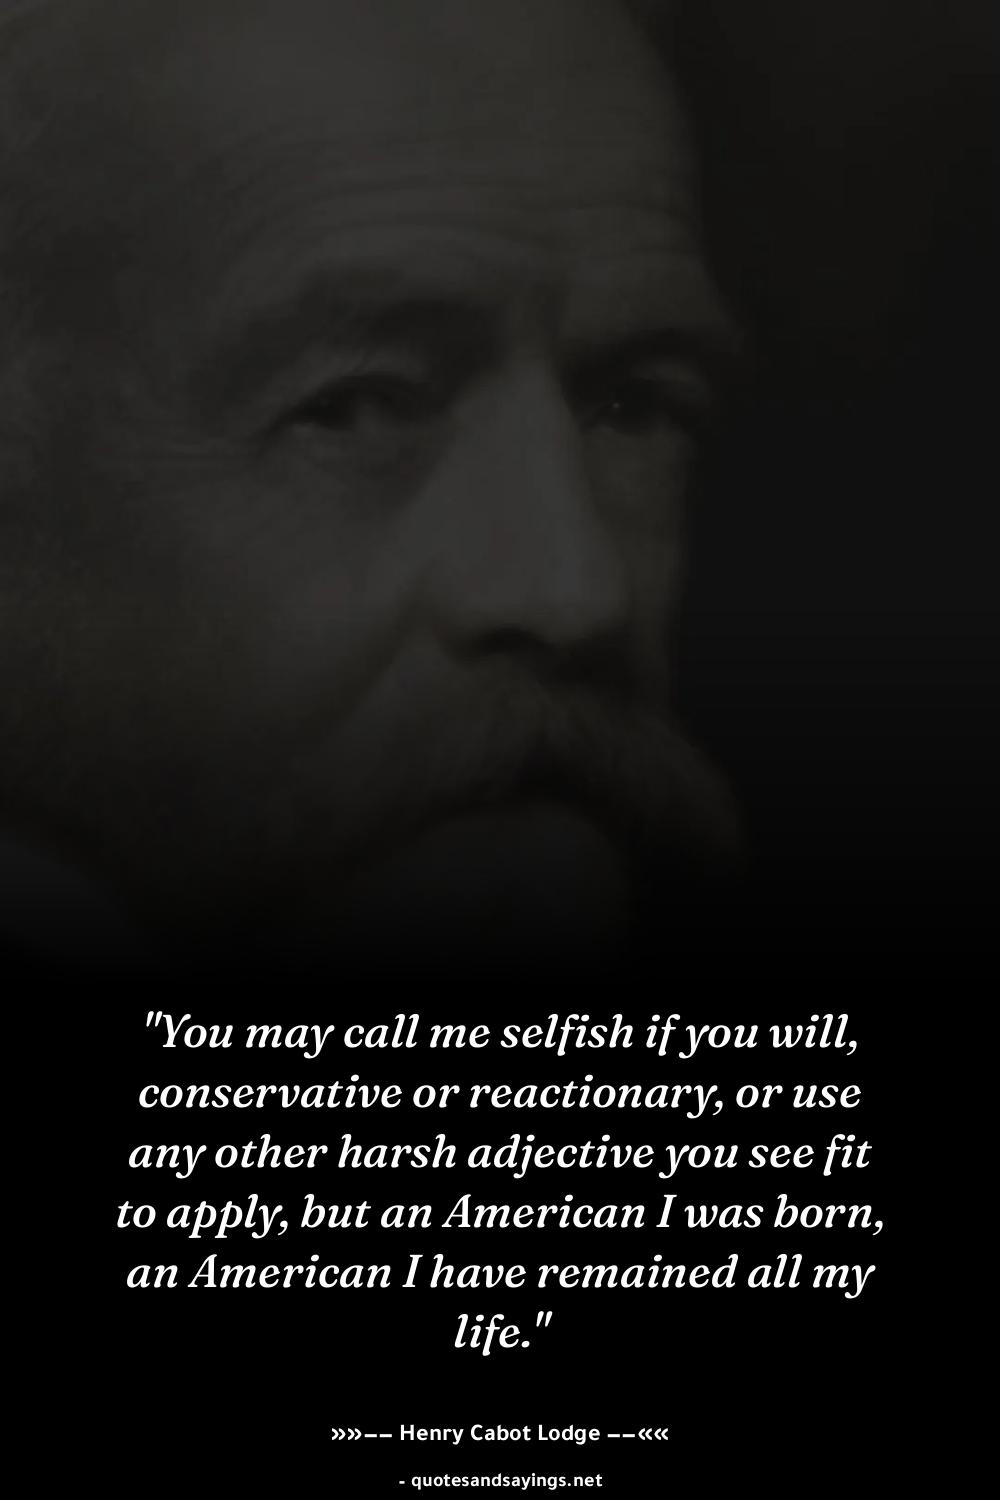 "You may call me selfish if you will,
conservative or reactionary, or use
any other harsh adjective you see fit
to apply, but an American I was born,
an American I have remained all my
life."
»»-- Henry Cabot Lodge --««
- quotesandsayings.net